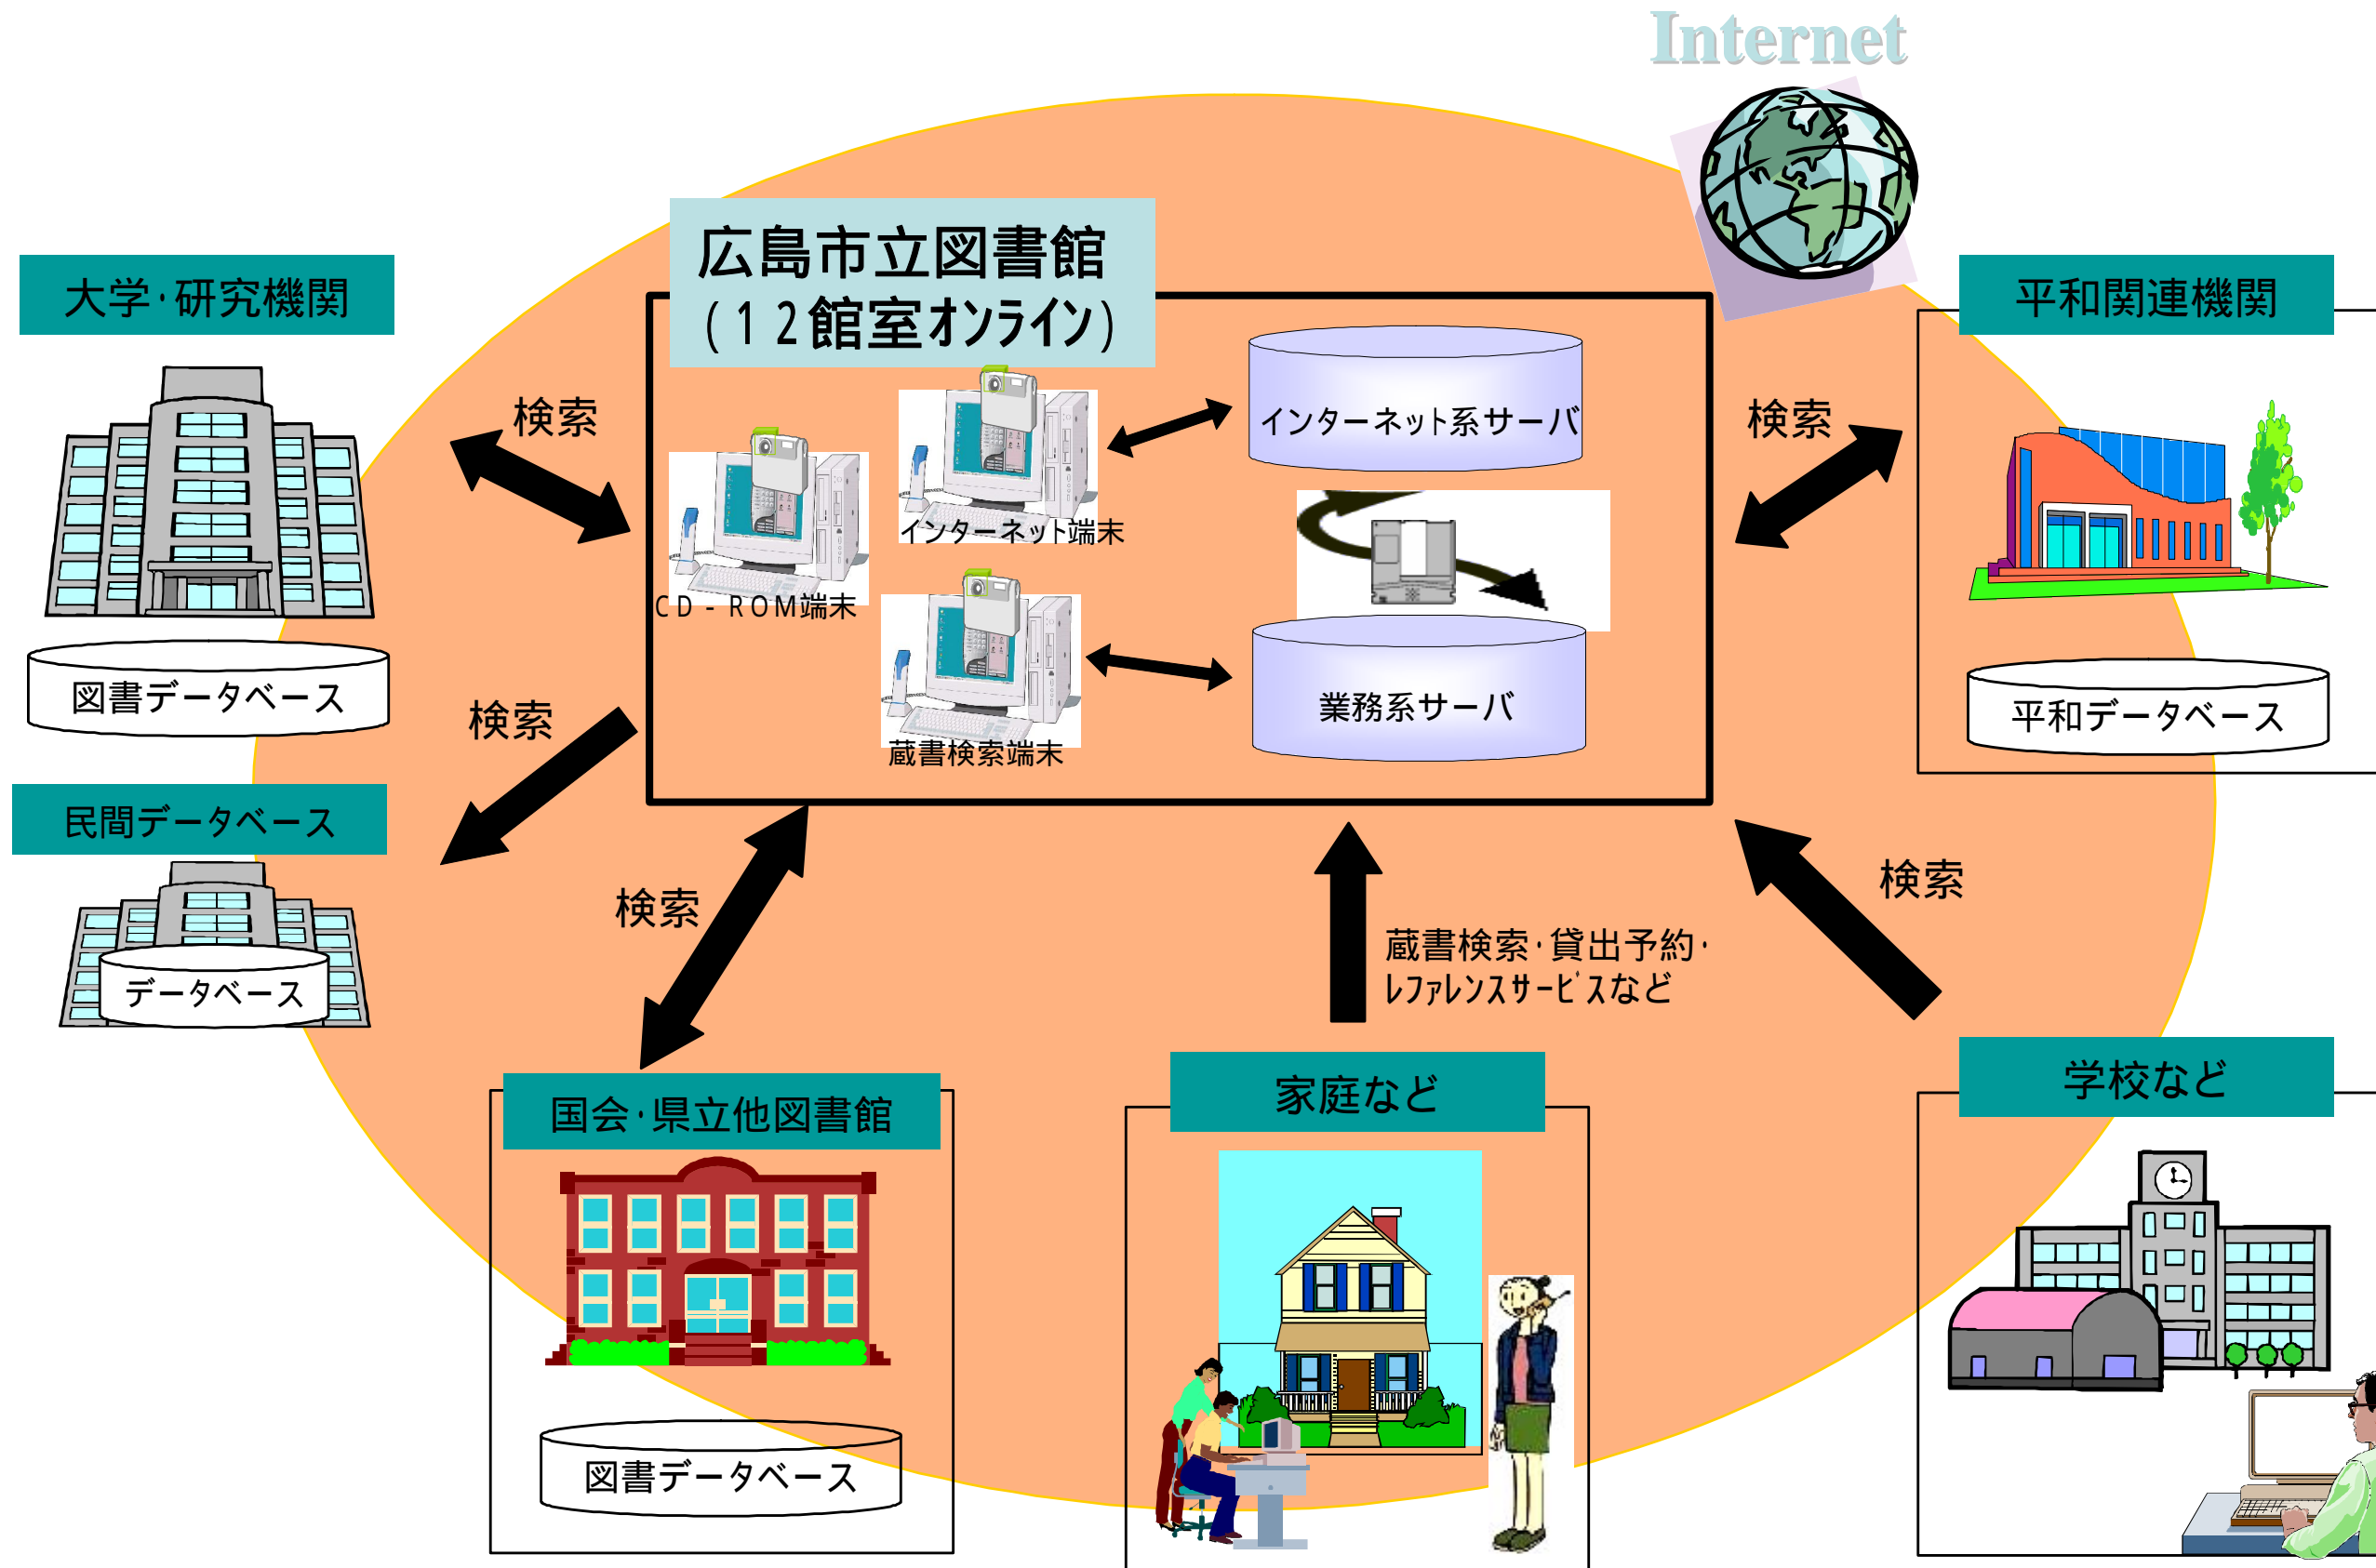 Internet
広島市立図書館
(12館室オンライン)
大学・研究機関
平和関連機関
検索
検索
インターネット系サーバ
インターネット端末
CD-ROM端末
図書データベース
検索
業務系サーバ
平和データベース
蔵書検索端末
民間データベース
検索
検索
蔵書検索・貸出予約・
レファレンスサービスなど
データベース
学校など
国会・県立他図書館
家庭など
図書データベース